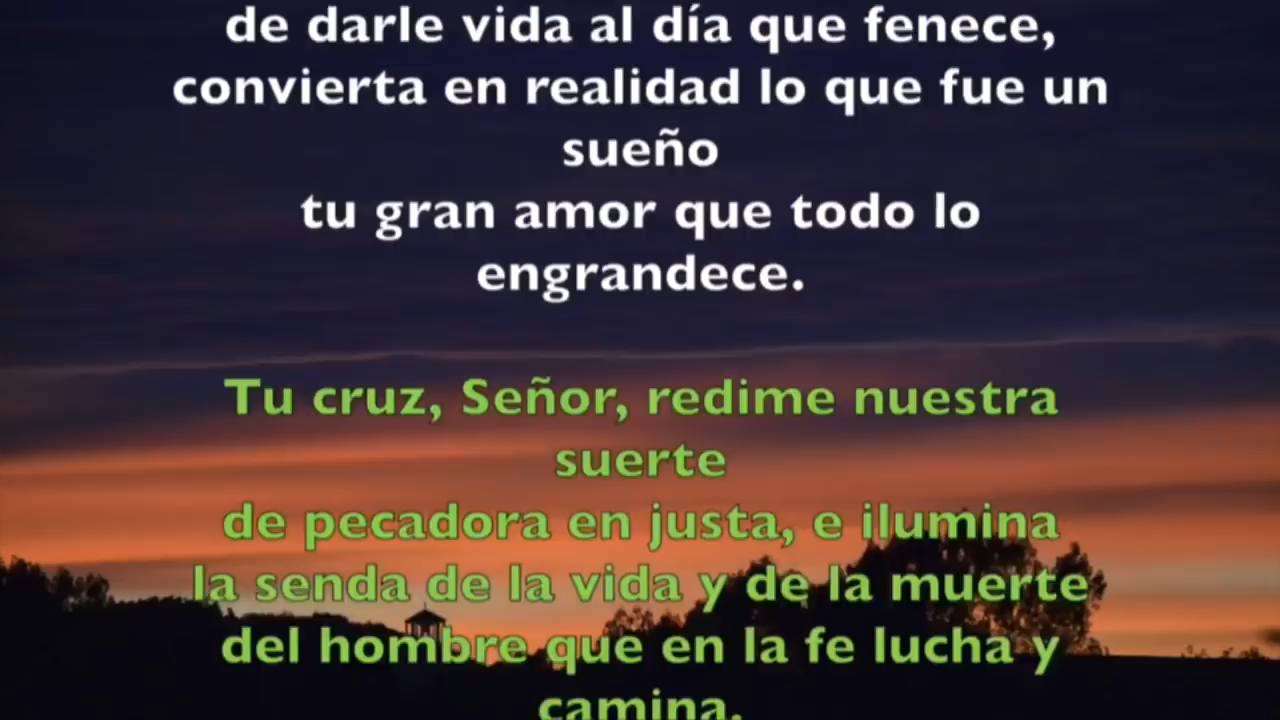 de darle vida al día que fenece,
convierta en realidad lo que fue un
sueño
tu gran amor que todo lo
engrandece.
Tu cruz, Señor, redime nuestra
suerte
de pecadora en justa, e ilumina
la senda de la vida y de la muerte
del hombre que en la fe lucha y
camina.